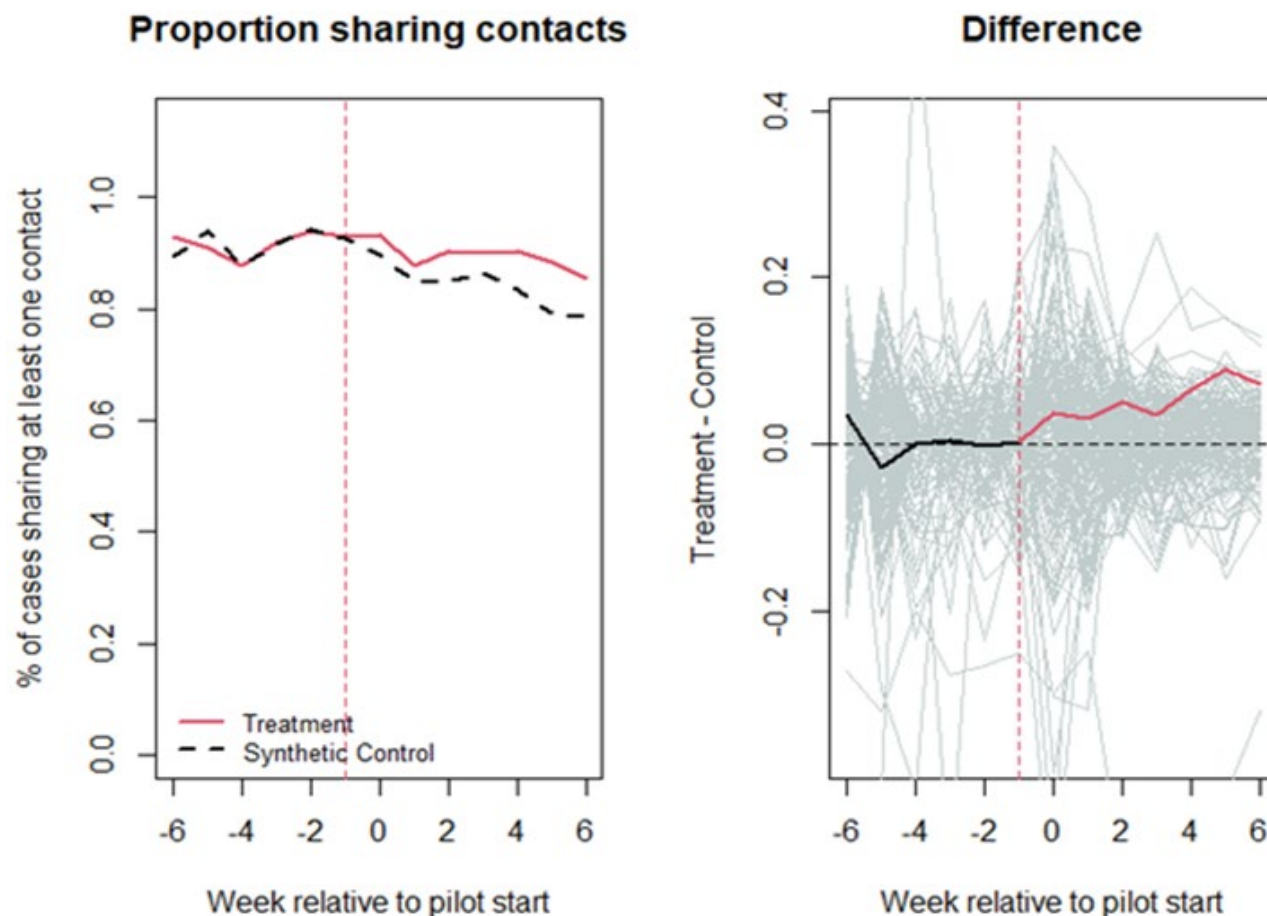 Proportion sharing contacts
% of cases sharing at least one contact
1.0
0.8
0.6
0.4
0.2
0.0
Treatment
Synthetic Control
-6 -4 -2 0 2 4 6
Week relative to pilot start
Difference
Treatment - Control
0.4
0.2
0.0
-0.2
-6 -4 -2 0 2 4 6
Week relative to pilot start